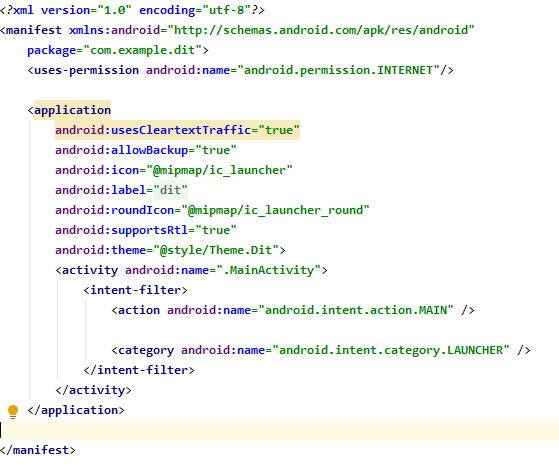 <?xml version="1.0" encoding="utf-8"?>
<manifest xmlns:android="http://schemas.android.com/apk/res/android"
    package="com.example.dit">
    <uses-permission android:name="android.permission.INTERNET"/>

    <application
        android:usesCleartextTraffic="true"
        android:allowBackup="true"
        android:icon="@mipmap/ic_launcher"
        android:label="dit"
        android:roundIcon="@mipmap/ic_launcher_round"
        android:supportsRtl="true"
        android:theme="@style/Theme.Dit">
        <activity android:name=".MainActivity">
            <intent-filter>
                <action android:name="android.intent.action.MAIN" />

                <category android:name="android.intent.category.LAUNCHER" />
            </intent-filter>
        </activity>
    </application>

</manifest>